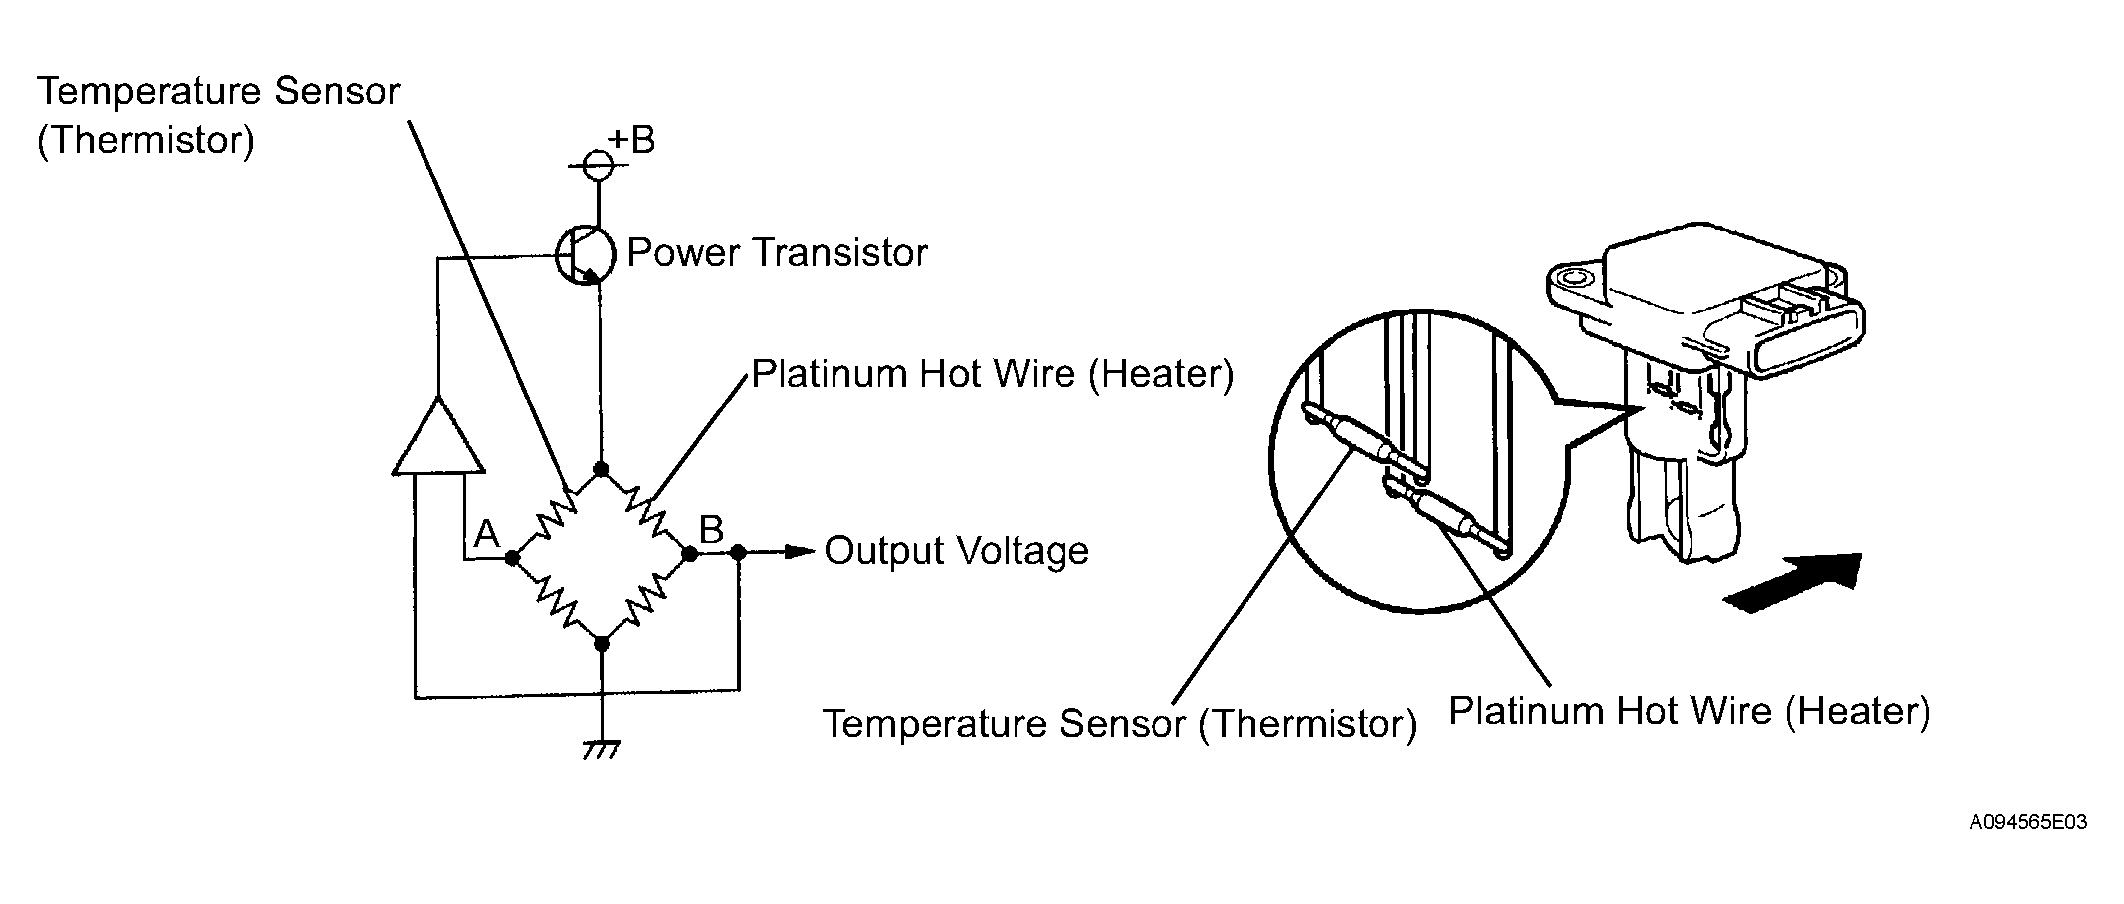 Temperature Sensor
(Thermistor)
+B
Power Transistor
Platinum Hot Wire (Heater)
A
B
Output Voltage
Temperature Sensor (Thermistor)
Platinum Hot Wire (Heater)
A094565E03